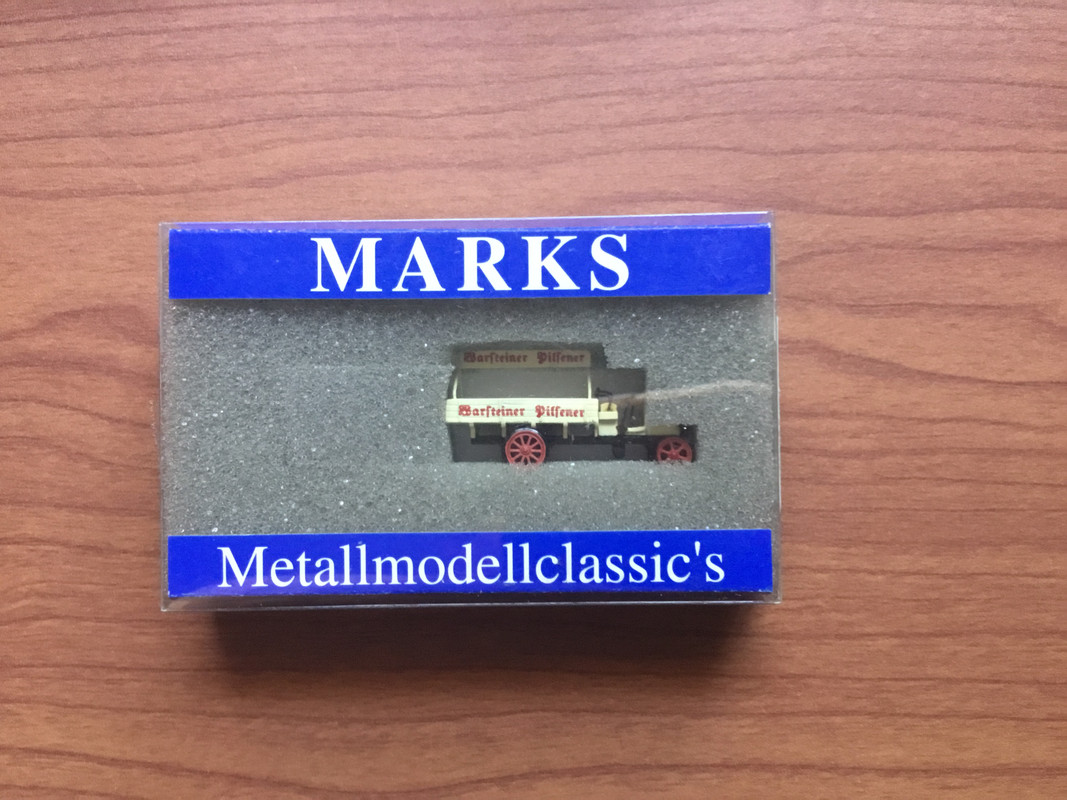 MARKS
Warſteiner Pilſener
Warſteiner Pilſener
Metallmodellclassic's